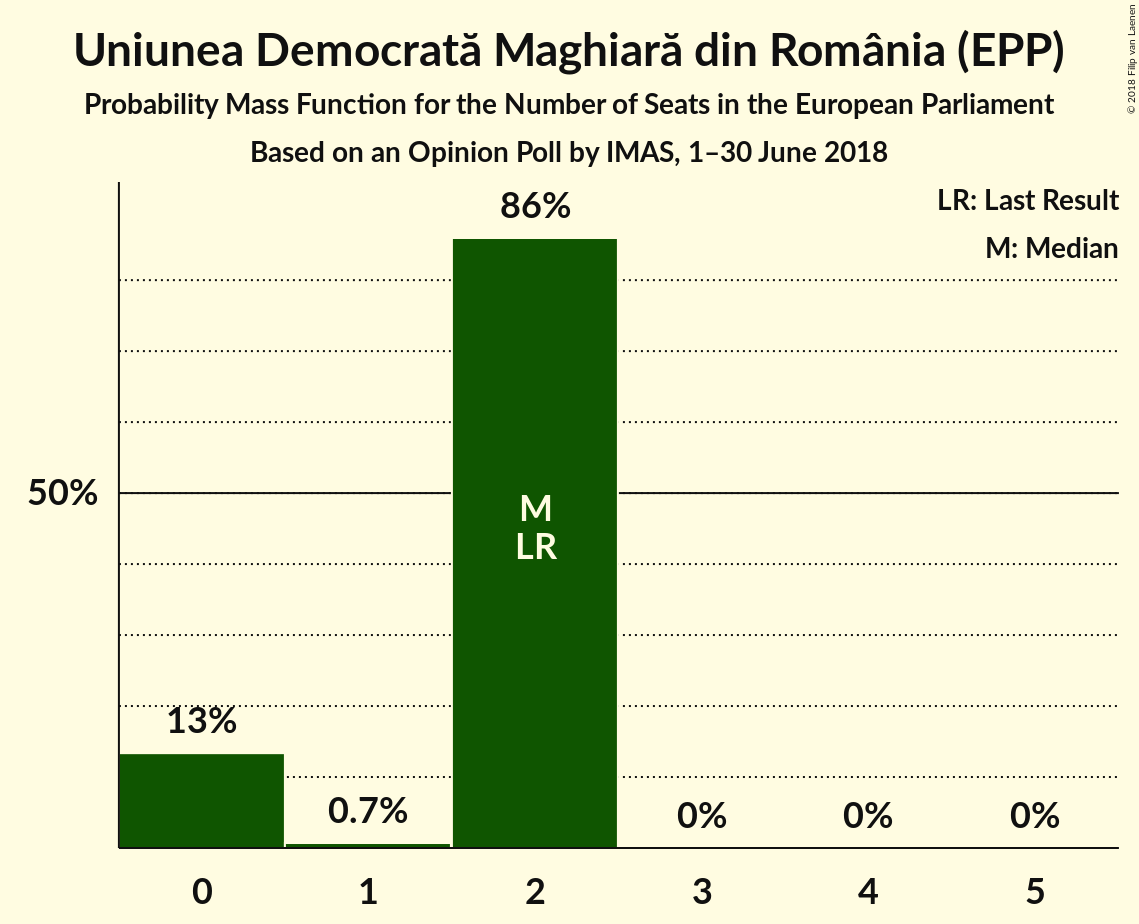 Uniunea Democrată Maghiară din România (EPP)
Probability Mass Function for the Number of Seats in the European Parliament
Based on an Opinion Poll by IMAS, 1–30 June 2018
© 2018 Filip van Laenen
LR: Last Result
M: Median
86%
50%
M
LR
13%
0.7%
0%
0%
0%
0
1
2
3
4
5